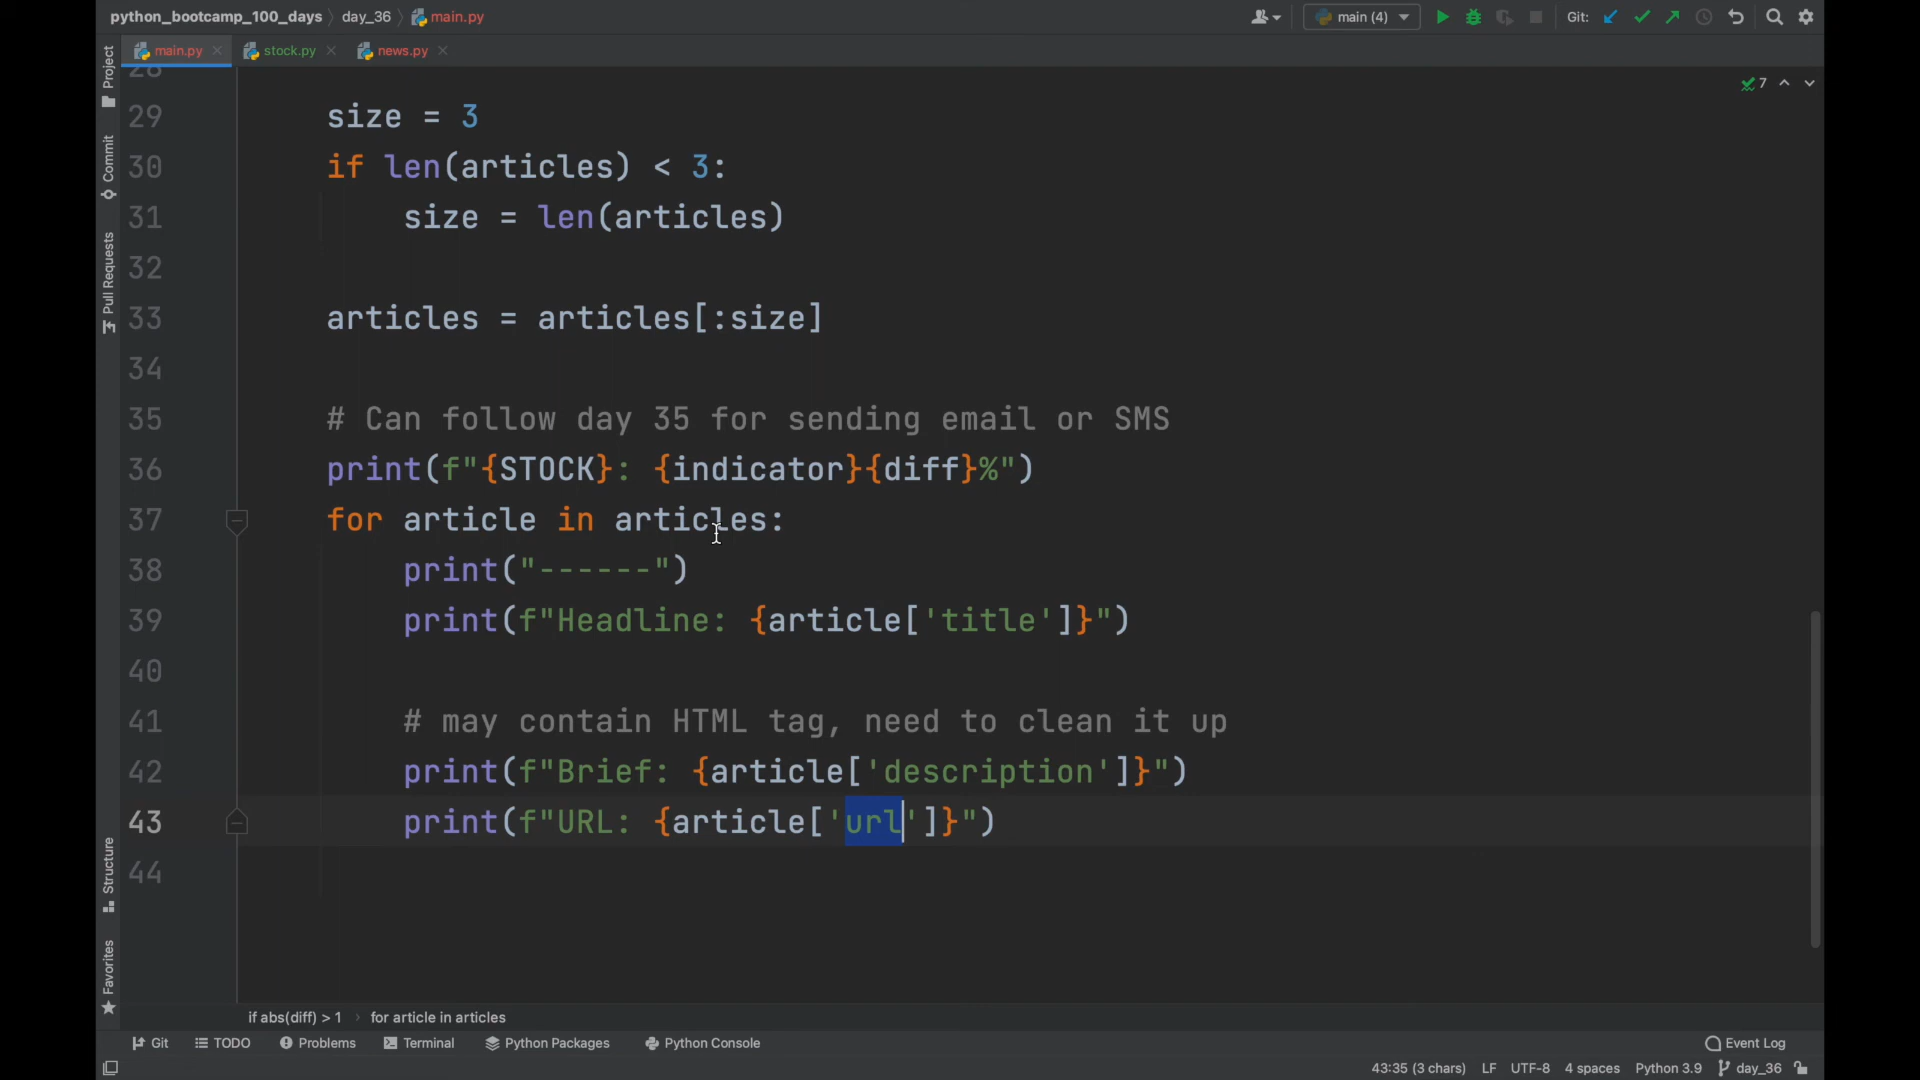 python_bootcamp_100_days day_36 main.py
main (4) Git:
main.py stock.py news.py
Project
Commit
Pull Requests
Structure
Favorites
7
28
29 size = 3
30 if len(articles) < 3:
31 size = len(articles)
32
33 articles = articles[:size]
34
35 # Can follow day 35 for sending email or SMS
36 print(f"{STOCK}: {indicator}{diff}%")
37 for article in articles:
38 print("------")
39 print(f"Headline: {article['title']}")
40
41 # may contain HTML tag, need to clean it up
42 print(f"Brief: {article['description']}")
43 print(f"URL: {article['url']}")
44
if abs(diff) > 1 for article in articles
Git TODO Problems Terminal Python Packages Python Console Event Log
43:35 (3 chars) LF UTF-8 4 spaces Python 3.9 day_36